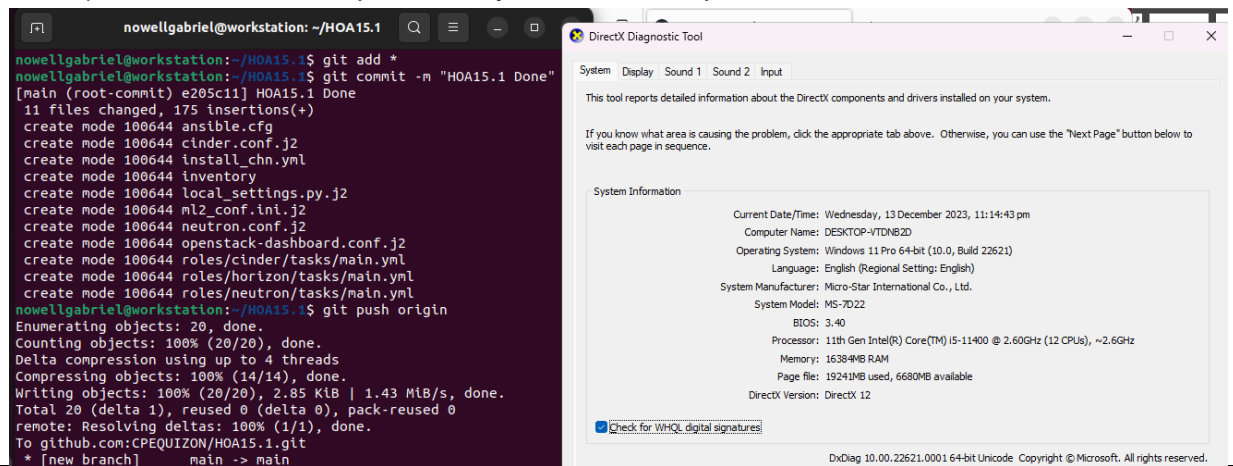 nowellgabriel@workstation: ~/HOA15.1
nowellgabriel@workstation:~/HOA15.1$ git add *
nowellgabriel@workstation:~/HOA15.1$ git commit -m "HOA15.1 Done"
[main (root-commit) e205c11] HOA15.1 Done
11 files changed, 175 insertions(+)
create mode 100644 ansible.cfg
create mode 100644 cinder.conf.j2
create mode 100644 install_chn.yml
create mode 100644 inventory
create mode 100644 local_settings.py.j2
create mode 100644 ml2_conf.ini.j2
create mode 100644 neutron.conf.j2
create mode 100644 openstack-dashboard.conf.j2
create mode 100644 roles/cinder/tasks/main.yml
create mode 100644 roles/horizon/tasks/main.yml
create mode 100644 roles/neutron/tasks/main.yml
nowellgabriel@workstation:~/HOA15.1$ git push origin
Enumerating objects: 20, done.
Counting objects: 100% (20/20), done.
Delta compression using up to 4 threads
Compressing objects: 100% (14/14), done.
Writing objects: 100% (20/20), 2.85 KiB | 1.43 MiB/s, done.
Total 20 (delta 1), reused 0 (delta 0), pack-reused 0
remote: Resolving deltas: 100% (1/1), done.
To github.com:CPEQUIZON/HOA15.1.git
* [new branch]      main -> main
DirectX Diagnostic Tool
System Display Sound 1 Sound 2 Input
This tool reports detailed information about the DirectX components and drivers installed on your system.
If you know what area is causing the problem, click the appropriate tab above. Otherwise, you can use the "Next Page" button below to
visit each page in sequence.
System Information
Current Date/Time: Wednesday, 13 December 2023, 11:14:43 pm
Computer Name: DESKTOP-VTDNB2D
Operating System: Windows 11 Pro 64-bit (10.0, Build 22621)
Language: English (Regional Setting: English)
System Manufacturer: Micro-Star International Co., Ltd.
System Model: MS-7D22
BIOS: 3.40
Processor: 11th Gen Intel(R) Core(TM) i5-11400 @ 2.60GHz (12 CPUs), ~2.6GHz
Memory: 16384MB RAM
Page file: 19241MB used, 6680MB available
DirectX Version: DirectX 12
Check for WHQL digital signatures
DxDiag 10.00.22621.0001 64-bit Unicode Copyright © Microsoft. All rights reserved.